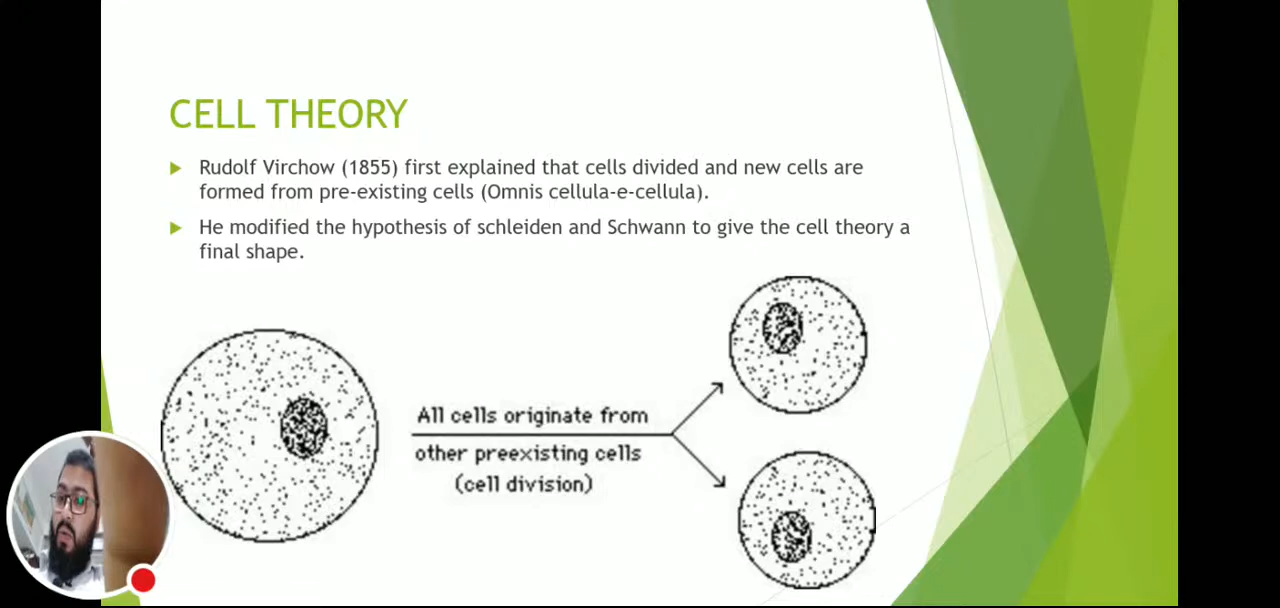 CELL THEORY
Rudolf Virchow (1855) first explained that cells divided and new cells are
formed from pre-existing cells (Omnis cellula-e-cellula).
He modified the hypothesis of schleiden and Schwann to give the cell theory a
final shape.
All cells originate from
other preexisting cells
(cell division)